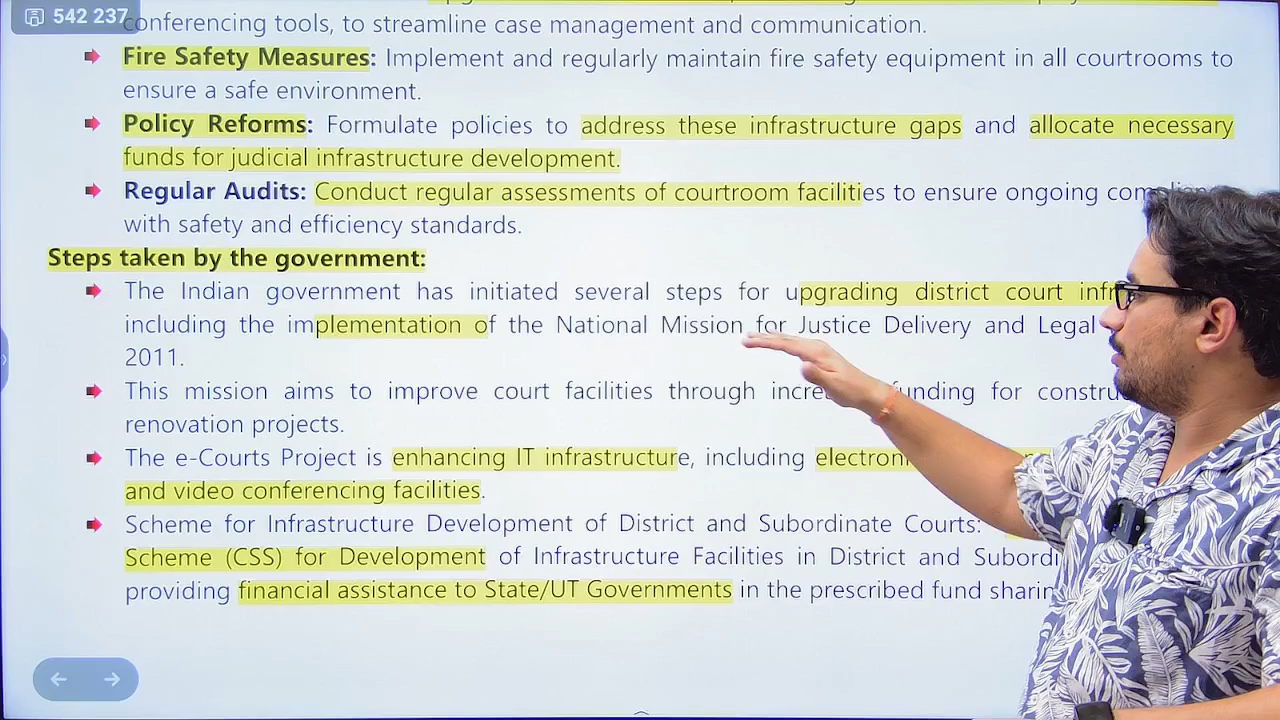 542 237
conferencing tools, to streamline case management and communication.
Fire Safety Measures: Implement and regularly maintain fire safety equipment in all courtrooms to
ensure a safe environment.
Policy Reforms: Formulate policies to address these infrastructure gaps and allocate necessary
funds for judicial infrastructure development.
Regular Audits: Conduct regular assessments of courtroom facilities to ensure ongoing
with safety and efficiency standards.
Steps taken by the government:
The Indian government has initiated several steps for upgrading district court
including the implementation of the National Mission for Justice Delivery and Legal
2011.
This mission aims to improve court facilities through funding for
renovation projects.
The e-Courts Project is enhancing IT infrastructure, including
and video conferencing facilities.
Scheme for Infrastructure Development of District and Subordinate Courts:
Scheme (CSS) for Development of Infrastructure Facilities in District and
providing financial assistance to State/UT Governments in the prescribed fund